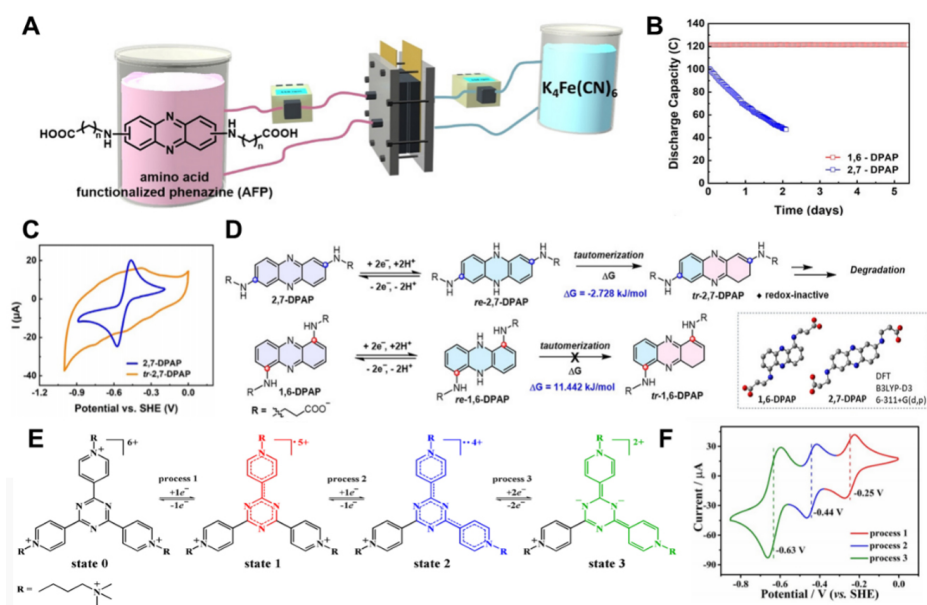 A
HOOC
( )n
N
H
N
N
H
N
( )n
COOH
amino acid
functionalized phenazine (AFP)
K4Fe(CN)6
B
Discharge Capacity (C)
140
120
100
80
60
40
20
0
1,6 - DPAP
2,7 - DPAP
0 1 2 3 4 5
Time (days)
C
I (μA)
20
0
-20
-40
2,7-DPAP
tr-2,7-DPAP
-0.9 -0.6 -0.3 0.0
Potential vs. SHE (V)
D
2,7-DPAP
+ 2e-, +2H+
- 2e-, - 2H+
re-2,7-DPAP
tautomerization
ΔG
ΔG = -2.728 kJ/mol
tr-2,7-DPAP
♦ redox-inactive
Degradation
1,6-DPAP
R = COO-
+ 2e-, +2H+
- 2e-, - 2H+
re-1,6-DPAP
tautomerization
X
ΔG
ΔG = 11.442 kJ/mol
tr-1,6-DPAP
1,6-DPAP
2,7-DPAP
DFT
B3LYP-D3
6-311+G(d,p)
E
6+
state 0
process 1
+1e-
-1e-
•5+
state 1
process 2
+1e-
-1e-
••4+
state 2
process 3
+2e-
-2e-
2+
state 3
R =
F
Current / μA
30
0
-30
-60
-90
-0.25 V
-0.44 V
-0.63 V
process 1
process 2
process 3
-0.8 -0.6 -0.4 -0.2 0.0
Potential / V (vs. SHE)